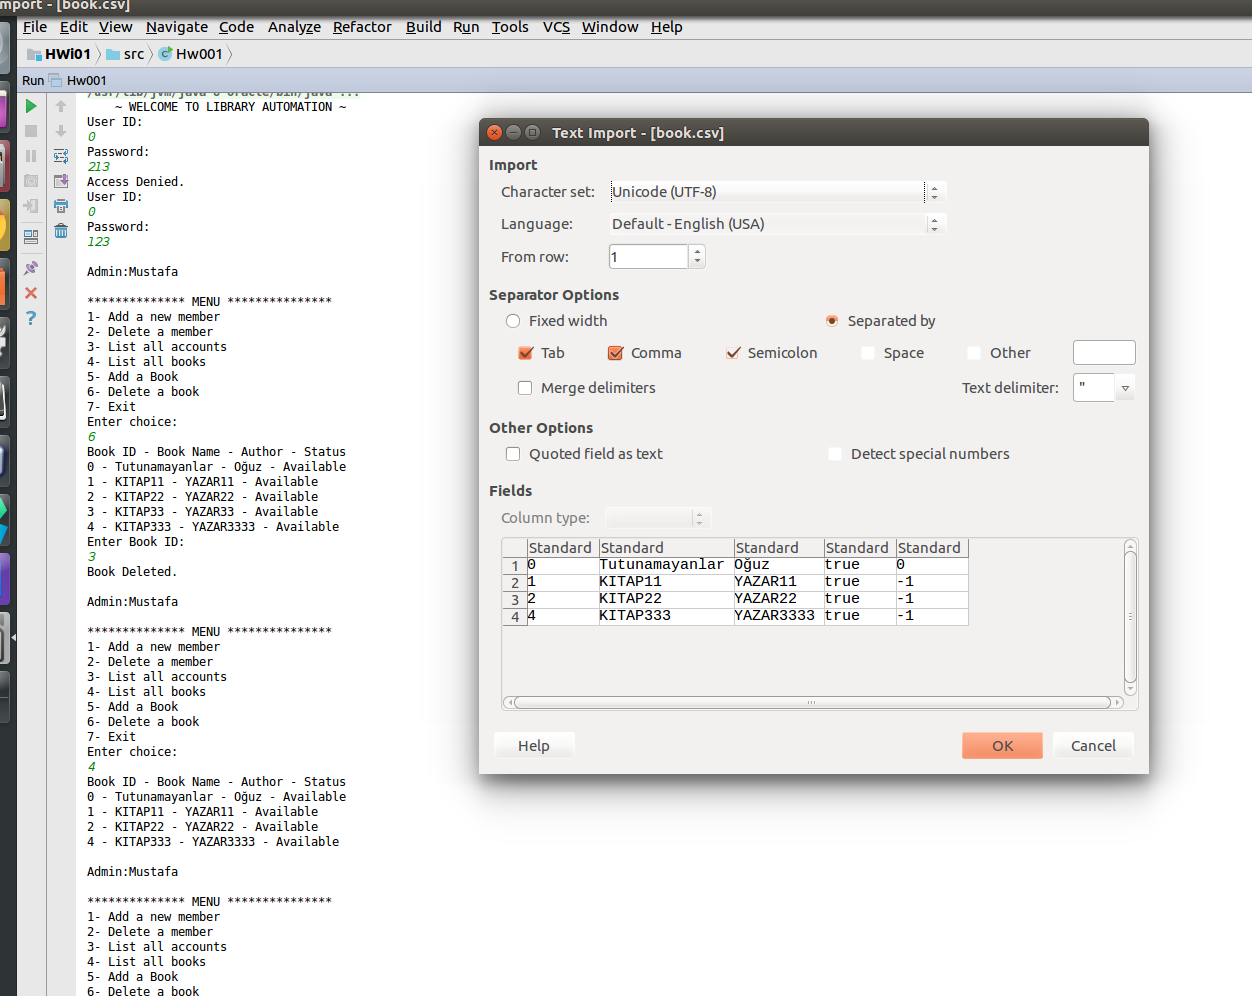 mport - [book.csv]
File Edit View Navigate Code Analyze Refactor Build Run Tools VCS Window Help
HWi01 src Hw001
Run Hw001
/usr/lib/jvm/java-8-oracle/bin/java ...
~ WELCOME TO LIBRARY AUTOMATION ~
User ID:
0
Password:
213
Access Denied.
User ID:
0
Password:
123
Admin:Mustafa
************** MENU ***************
1- Add a new member
2- Delete a member
3- List all accounts
4- List all books
5- Add a Book
6- Delete a book
7- Exit
Enter choice:
6
Book ID - Book Name - Author - Status
0 - Tutunamayanlar - Oğuz - Available
1 - KITAP11 - YAZAR11 - Available
2 - KITAP22 - YAZAR22 - Available
3 - KITAP33 - YAZAR33 - Available
4 - KITAP333 - YAZAR3333 - Available
Enter Book ID:
3
Book Deleted.
Admin:Mustafa
************** MENU ***************
1- Add a new member
2- Delete a member
3- List all accounts
4- List all books
5- Add a Book
6- Delete a book
7- Exit
Enter choice:
4
Book ID - Book Name - Author - Status
0 - Tutunamayanlar - Oğuz - Available
1 - KITAP11 - YAZAR11 - Available
2 - KITAP22 - YAZAR22 - Available
4 - KITAP333 - YAZAR3333 - Available
Admin:Mustafa
************** MENU ***************
1- Add a new member
2- Delete a member
3- List all accounts
4- List all books
5- Add a Book
6- Delete a book
Text Import - [book.csv]
Import
Character set: Unicode (UTF-8)
Language: Default - English (USA)
From row: 1
Separator Options
Fixed width Separated by
Tab Comma Semicolon Space Other
Merge delimiters Text delimiter: "
Other Options
Quoted field as text Detect special numbers
Fields
Column type:
Standard Standard Standard Standard Standard
1 0 Tutunamayanlar Oğuz true 0
2 1 KITAP11 YAZAR11 true -1
3 2 KITAP22 YAZAR22 true -1
4 4 KITAP333 YAZAR3333 true -1
Help OK Cancel